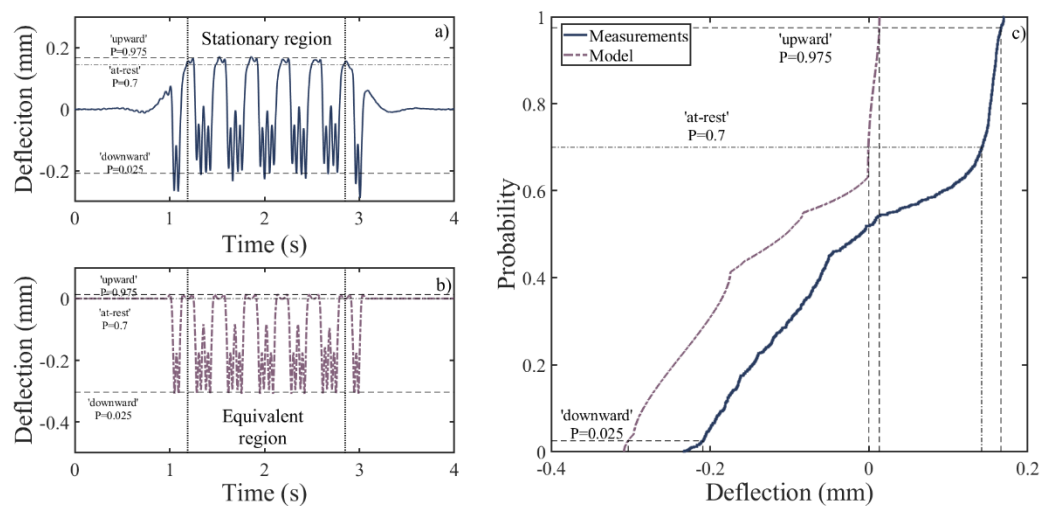 a)
'upward'
P=0.975
Stationary region
'at-rest'
P=0.7
'downward'
P=0.025
0.2
0
-0.2
Defleciton (mm)
0
1
2
3
4
Time (s)
b)
'upward'
P=0.975
'at-rest'
P=0.7
'downward'
P=0.025
Equivalent
region
0
-0.2
-0.4
Deflection (mm)
0
1
2
3
4
Time (s)
c)
Measurements
Model
'upward'
P=0.975
'at-rest'
P=0.7
'downward'
P=0.025
1
0.8
0.6
0.4
0.2
0
Probability
-0.4
-0.2
0
0.2
Deflection (mm)